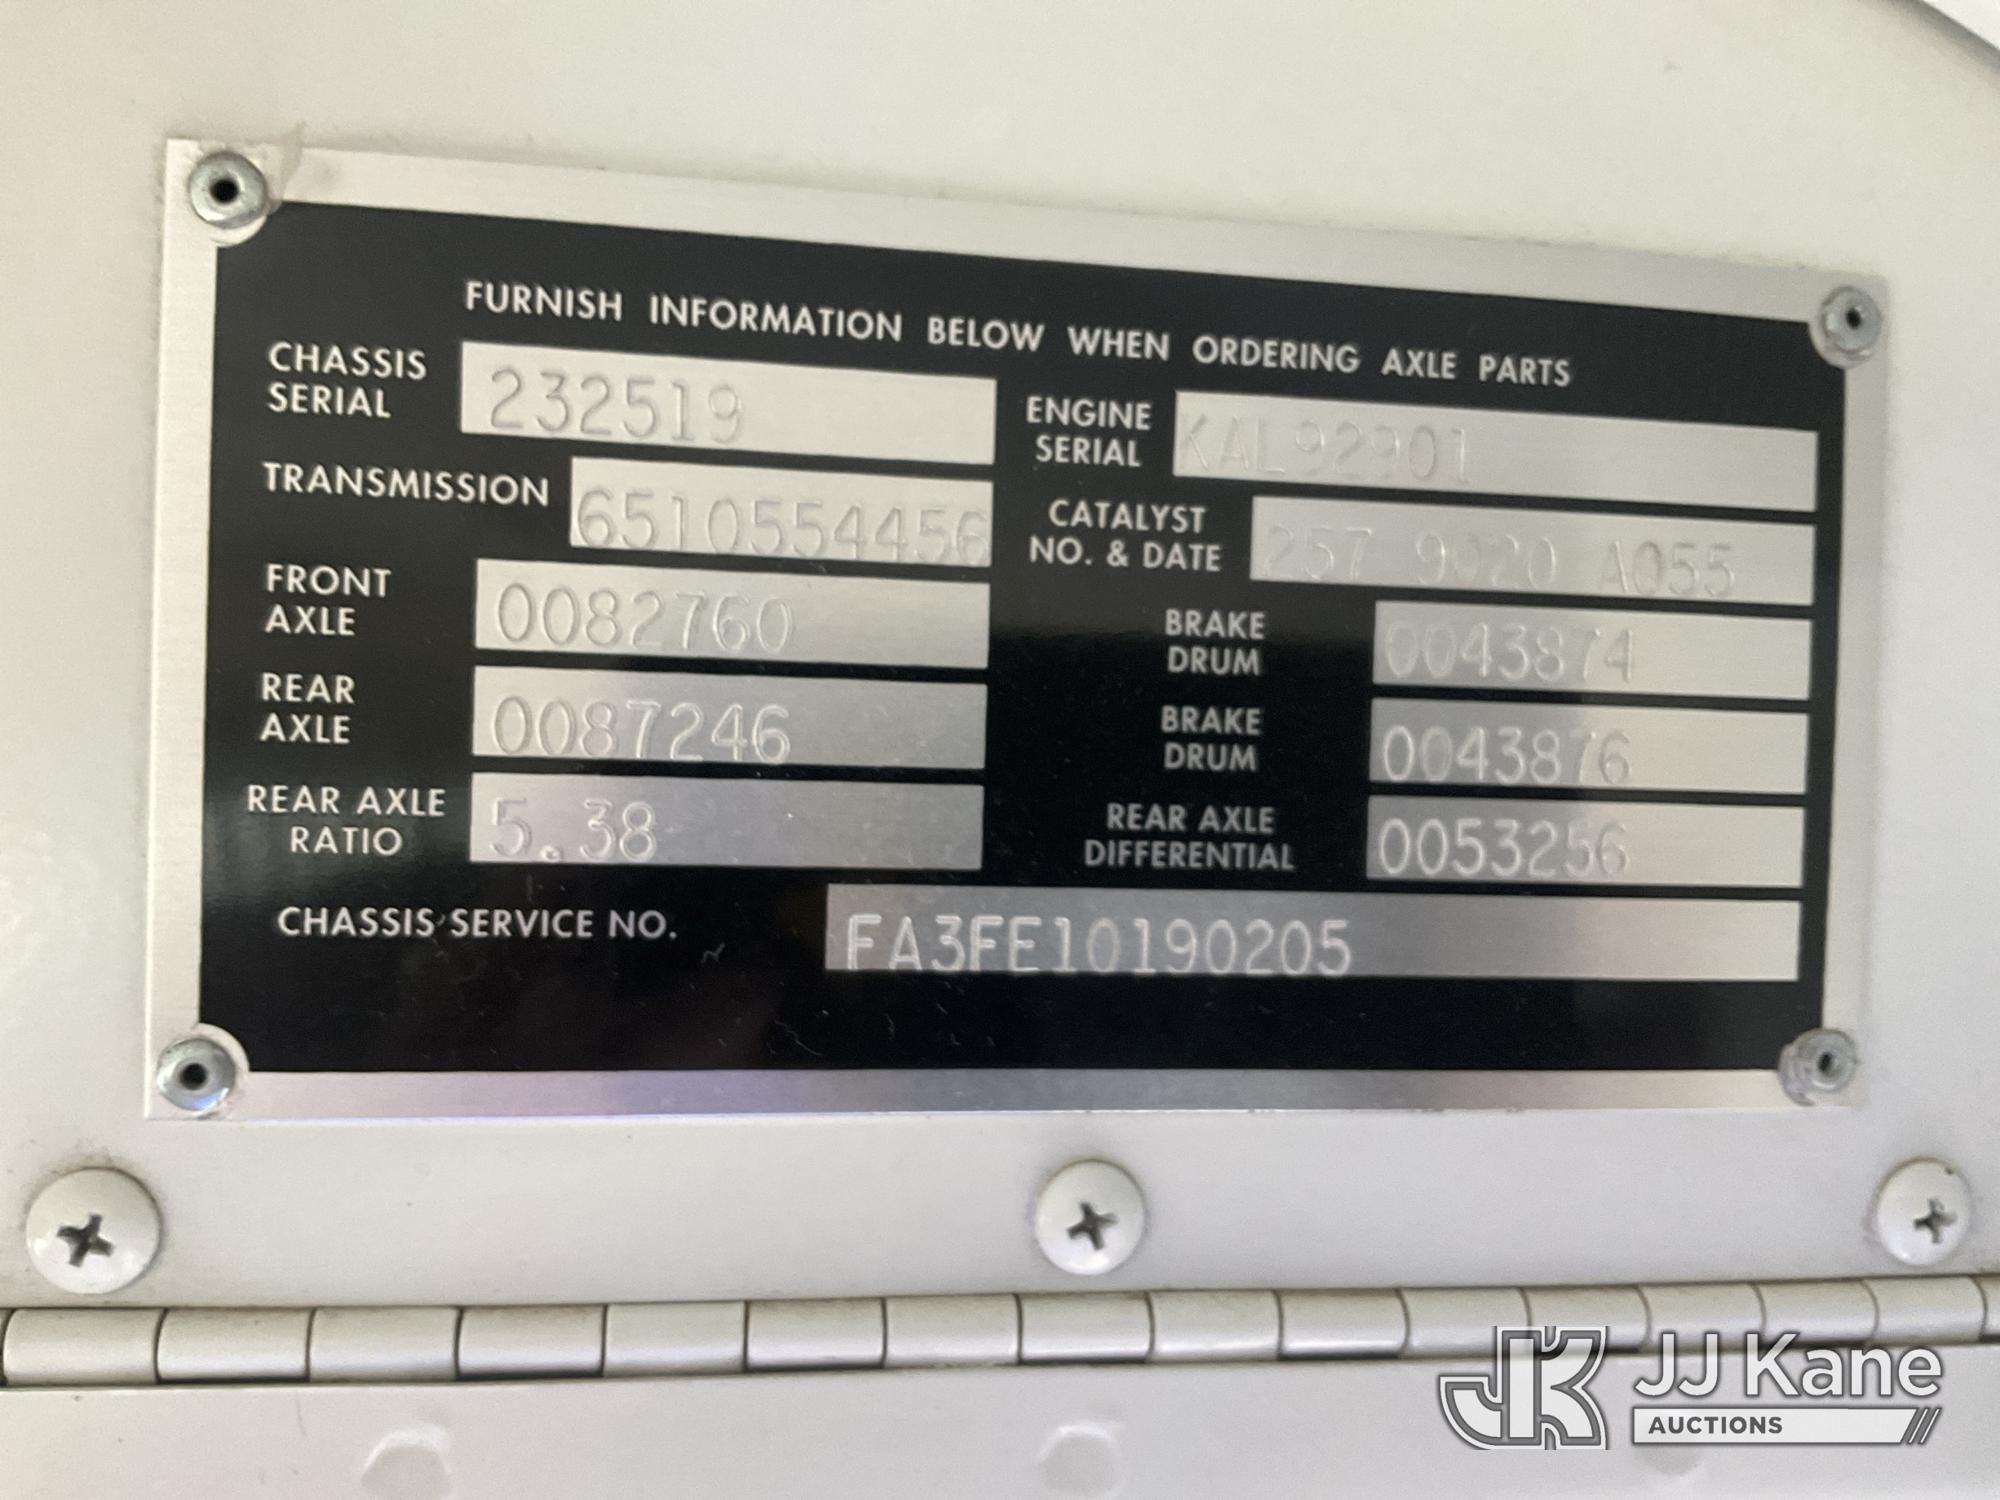 FURNISH INFORMATION BELOW WHEN ORDERING AXLE PARTS
CHASSIS SERIAL 232519
TRANSMISSION 6510554456
FRONT AXLE 0082760
REAR AXLE 0087246
REAR AXLE RATIO 5.38
ENGINE SERIAL KAL92901
CATALYST NO. & DATE 257 9020 A055
BRAKE DRUM 0043874
BRAKE DRUM 0043876
REAR AXLE DIFFERENTIAL 0053256
CHASSIS SERVICE NO. FA3FE10190205
JK JJ Kane
AUCTIONS